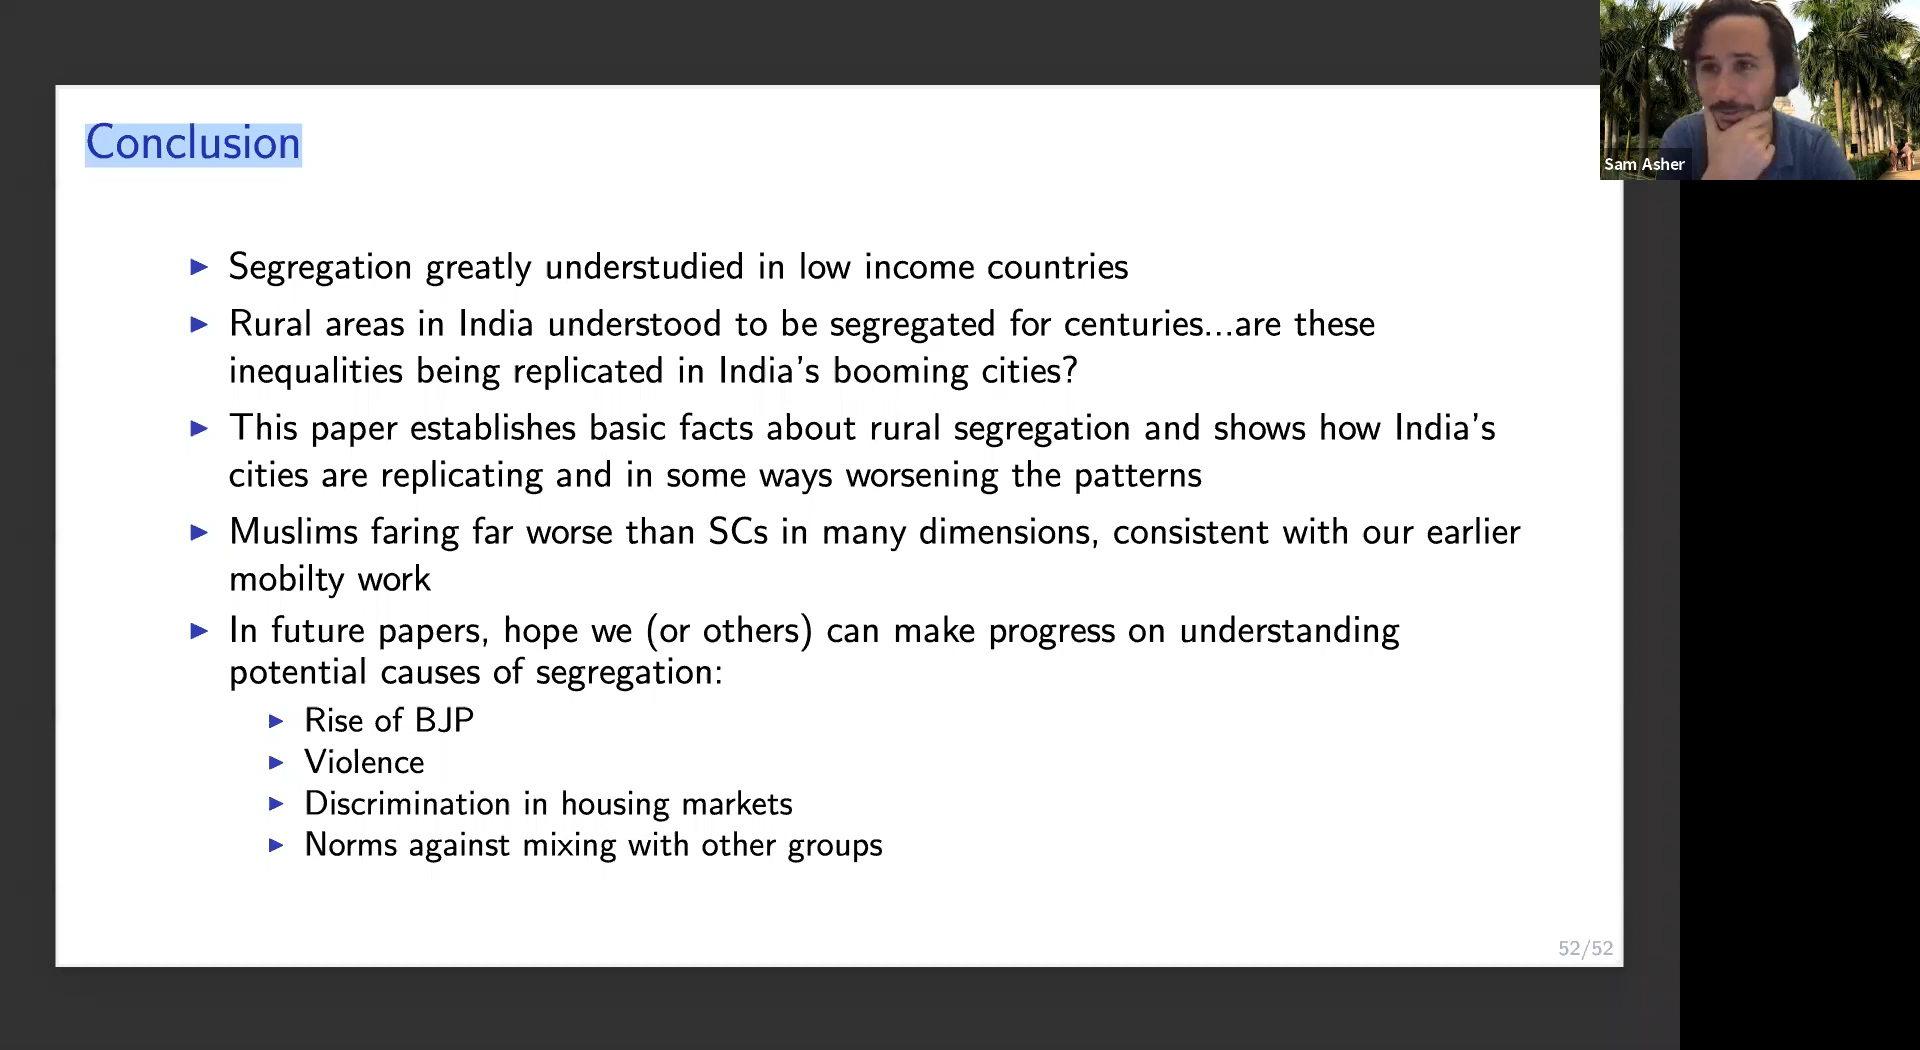 Conclusion
Sam Asher
▶ Segregation greatly understudied in low income countries
▶ Rural areas in India understood to be segregated for centuries...are these
inequalities being replicated in India's booming cities?
▶ This paper establishes basic facts about rural segregation and shows how India's
cities are replicating and in some ways worsening the patterns
▶ Muslims faring far worse than SCs in many dimensions, consistent with our earlier
mobilty work
▶ In future papers, hope we (or others) can make progress on understanding
potential causes of segregation:
▶ Rise of BJP
▶ Violence
▶ Discrimination in housing markets
▶ Norms against mixing with other groups
52/52